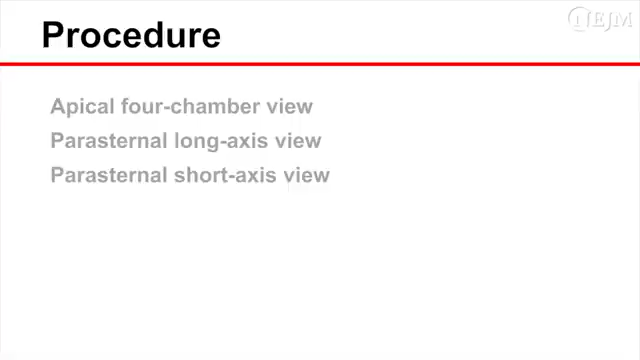 NEJM
Procedure
Apical four-chamber view
Parasternal long-axis view
Parasternal short-axis view